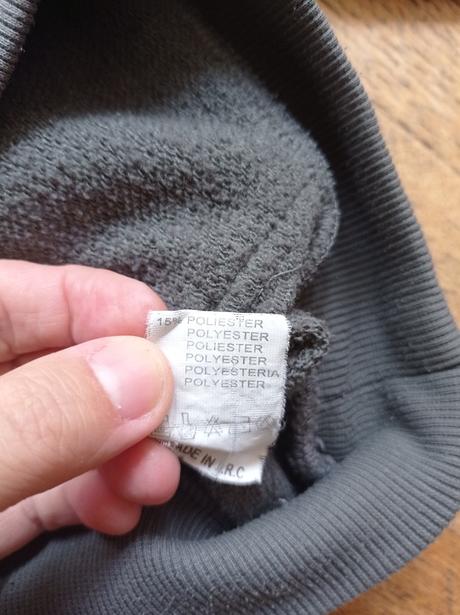 15% POLIESTER
POLYESTER
POLIESTER
POLYESTER
POLYESTERIA
POLYESTER
MADE IN P.R.C